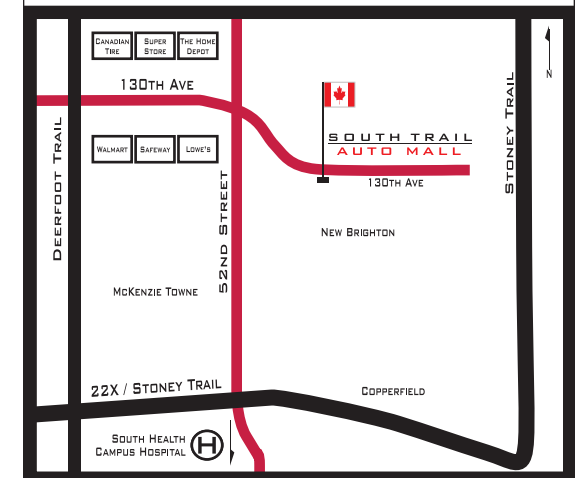 CANADIAN
TIRE
SUPER
STORE
THE HOME
DEPOT
130TH AVE
N
SOUTH TRAIL
AUTO MALL
130TH AVE
STONEY TRAIL
DEERFOOT TRAIL
WALMART
SAFEWAY
LOWE'S
52ND STREET
NEW BRIGHTON
MCKENZIE TOWNE
22X / STONEY TRAIL
COPPERFIELD
SOUTH HEALTH
CAMPUS HOSPITAL
H